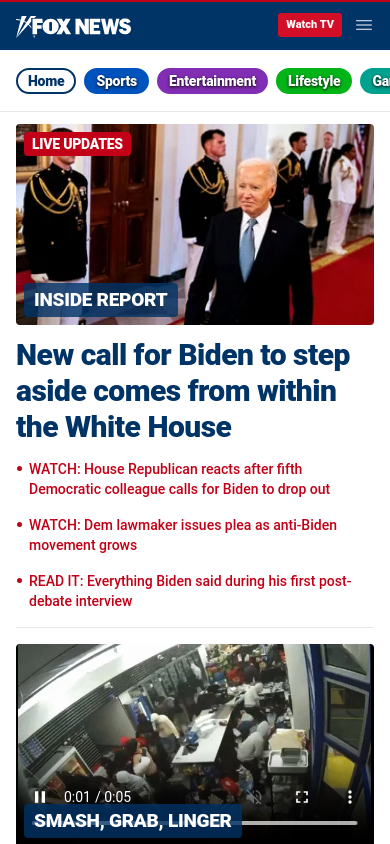 FOX NEWS
Watch TV
Home
Sports
Entertainment
Lifestyle
LIVE UPDATES
INSIDE REPORT
New call for Biden to step
aside comes from within
the White House
• WATCH: House Republican reacts after fifth
Democratic colleague calls for Biden to drop out
• WATCH: Dem lawmaker issues plea as anti-Biden
movement grows
• READ IT: Everything Biden said during his first post-
debate interview
0:01 / 0:05
SMASH, GRAB, LINGER